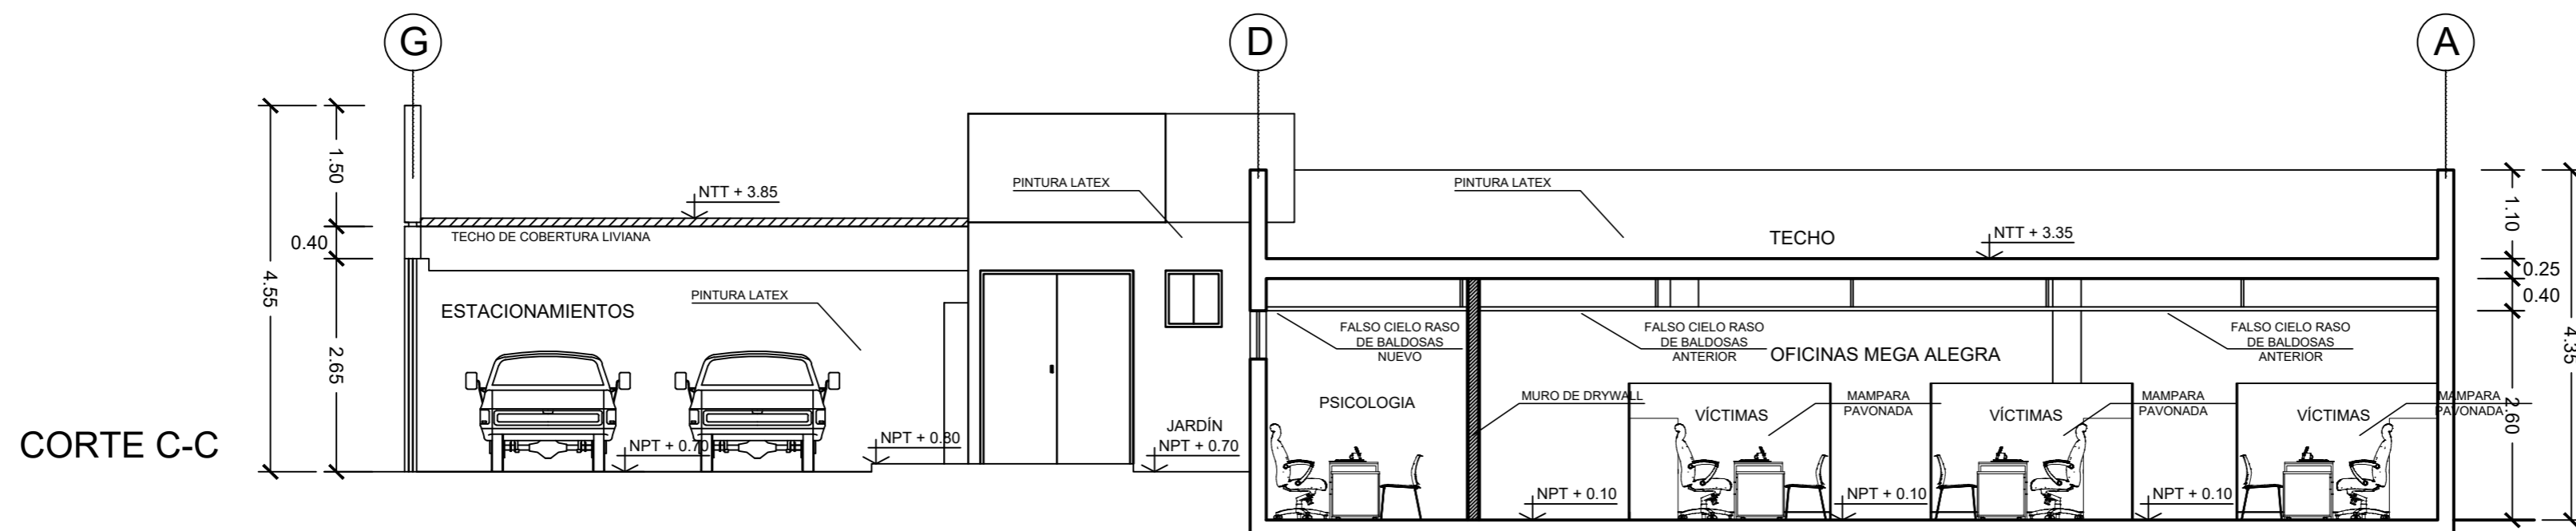 G
D
A
1.50
NTT + 3.85
PINTURA LATEX
PINTURA LATEX
1.10
0.40
TECHO DE COBERTURA LIVIANA
TECHO
NTT + 3.35
0.25
0.40
4.55
ESTACIONAMIENTOS
PINTURA LATEX
FALSO CIELO RASO
DE BALDOSAS
NUEVO
FALSO CIELO RASO
DE BALDOSAS
ANTERIOR
OFICINAS MEGA ALEGRA
FALSO CIELO RASO
DE BALDOSAS
ANTERIOR
4.35
2.65
PSICOLOGIA
MURO DE DRYWALL
VÍCTIMAS
MAMPARA
PAVONADA
VÍCTIMAS
MAMPARA
PAVONADA
VÍCTIMAS
MAMPARA
PAVONADA
2.60
CORTE C-C
NPT + 0.70
NPT + 0.80
JARDÍN
NPT + 0.70
NPT + 0.10
NPT + 0.10
NPT + 0.10